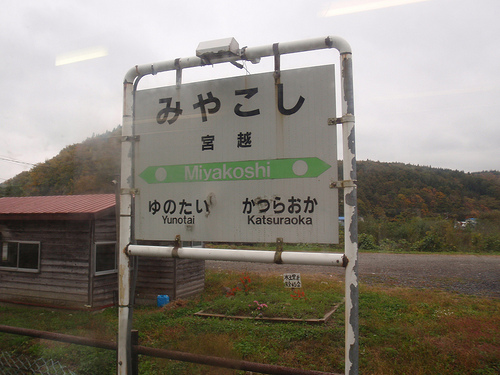 みやこし
宮越
Miyakoshi
ゆのたい かつらおか
Yunotai Katsuraoka